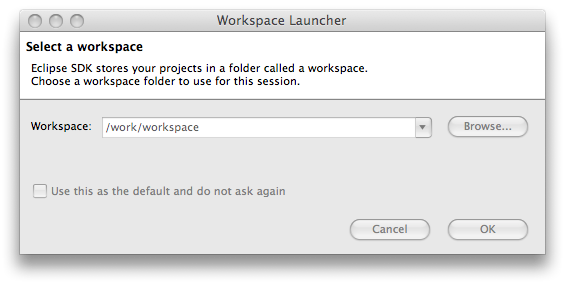 Workspace Launcher
Select a workspace
Eclipse SDK stores your projects in a folder called a workspace.
Choose a workspace folder to use for this session.
Workspace: /work/workspace Browse...
Use this as the default and do not ask again
Cancel OK